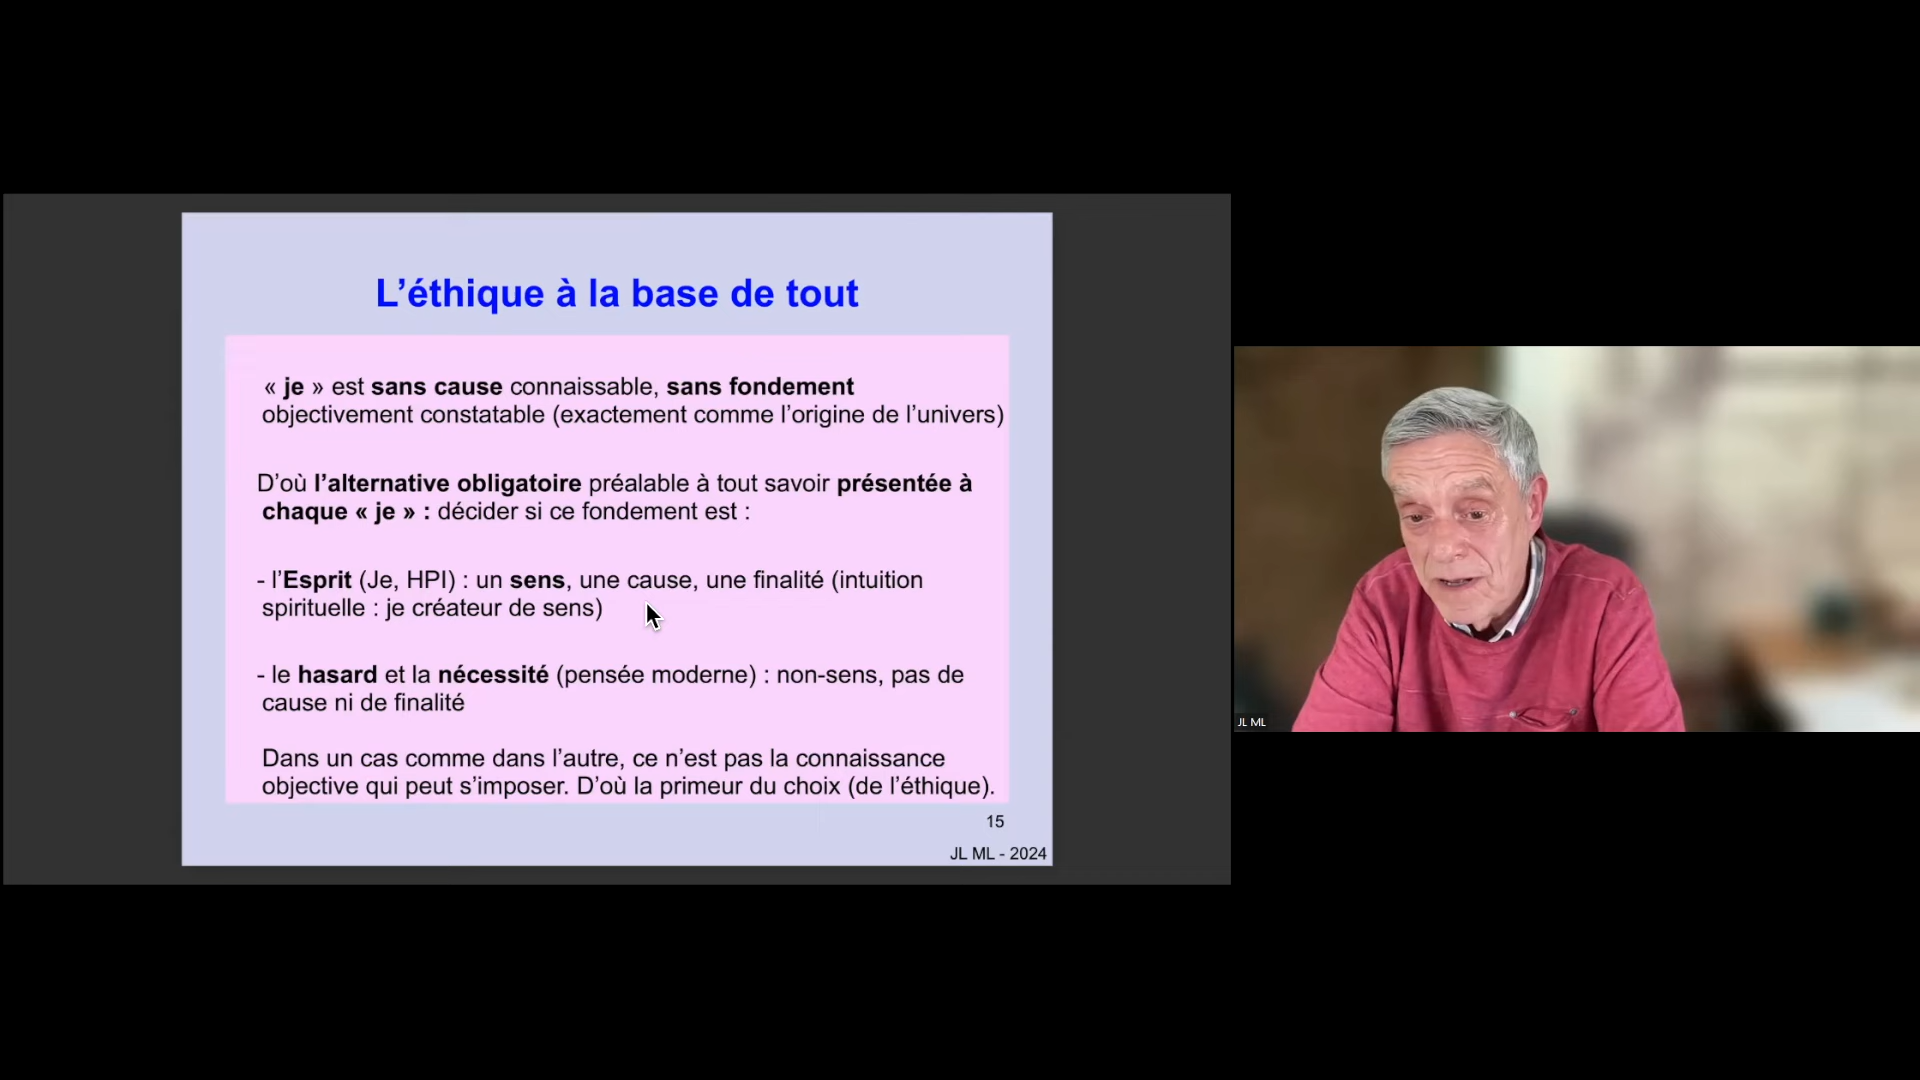 L’éthique à la base de tout
« je » est sans cause connaissable, sans fondement
objectivement constatable (exactement comme l’origine de l’univers)
D’où l’alternative obligatoire préalable à tout savoir présentée à
chaque « je » : décider si ce fondement est :
- l’Esprit (Je, HPI) : un sens, une cause, une finalité (intuition
spirituelle : je créateur de sens)
- le hasard et la nécessité (pensée moderne) : non-sens, pas de
cause ni de finalité
Dans un cas comme dans l’autre, ce n’est pas la connaissance
objective qui peut s’imposer. D’où la primeur du choix (de l’éthique).
15
JL ML - 2024
JL ML